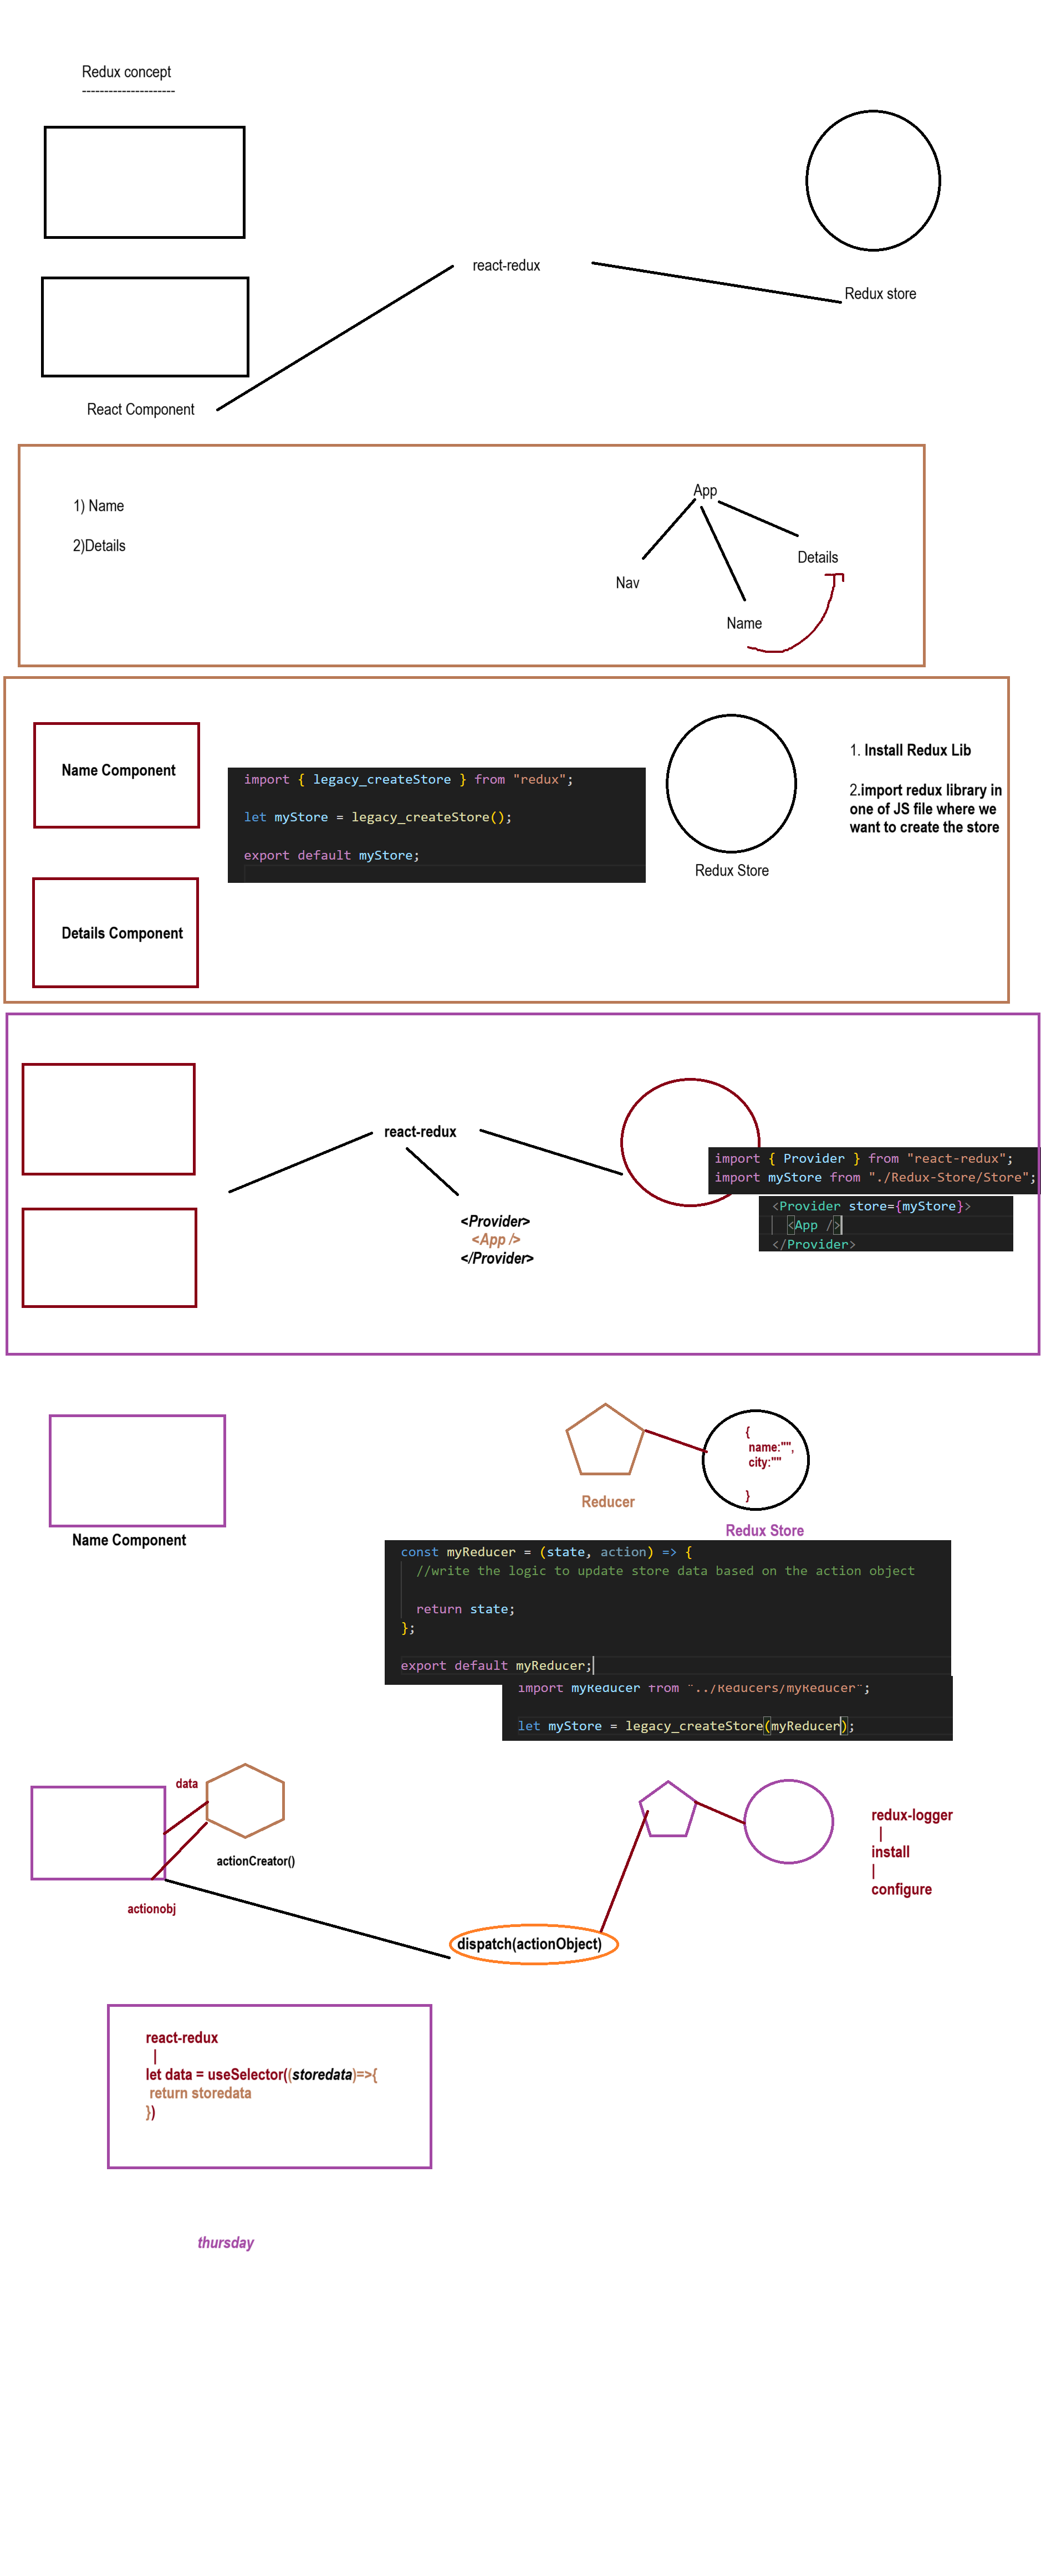 Redux concept
---------------------
react-redux
Redux store
React Component
1) Name
2)Details
App
Details
Nav
Name
Name Component
Details Component
import { legacy_createStore } from "redux";
let myStore = legacy_createStore();
export default myStore;
Redux Store
1. Install Redux Lib
2.import redux library in
one of JS file where we
want to create the store
react-redux
<Provider>
<App />
</Provider>
import { Provider } from "react-redux";
import myStore from "./Redux-Store/Store";
<Provider store={myStore}>
<App />
</Provider>
Name Component
Reducer
{
name:"",
city:""
}
Redux Store
const myReducer = (state, action) => {
//write the logic to update store data based on the action object
return state;
};
export default myReducer;
import myReducer from "../Reducers/myReducer";
let myStore = legacy_createStore(myReducer);
data
actionCreator()
actionobj
dispatch(actionObject)
redux-logger
|
install
|
configure
react-redux
|
let data = useSelector((storedata)=>{
return storedata
})
thursday